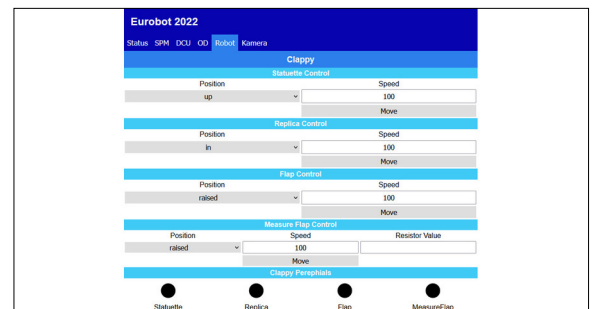 Eurobot 2022
Status SPM DCU OD Robot Kamera
Clappy
Statuette Control
Position Speed
up 100
Move
Replica Control
Position Speed
in 100
Move
Flap Control
Position Speed
raised 100
Move
Measure Flap Control
Position Speed Resistor Value
raised 100
Move
Clappy Perephials
Statuette Replica Flap MeasureFlap